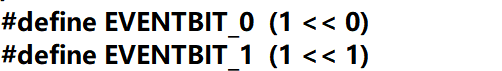 #define EVENTBIT_0 (1 << 0)
#define EVENTBIT_1 (1 << 1)